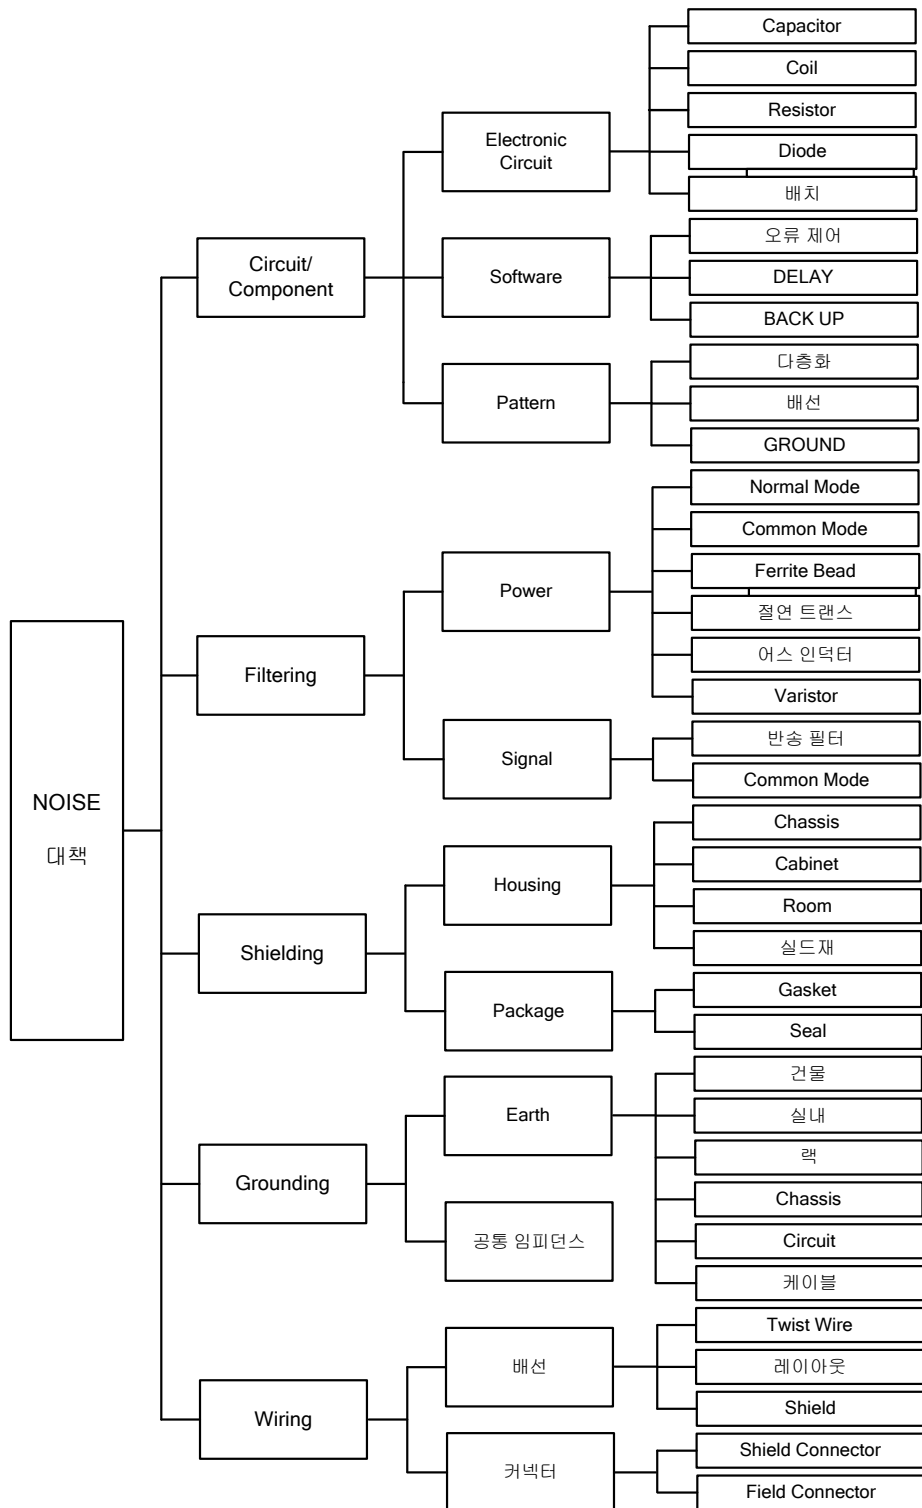 NOISE
대책
Circuit/
Component
Electronic
Circuit
Capacitor
Coil
Resistor
Diode
배치
Software
오류 제어
DELAY
BACK UP
Pattern
다층화
배선
GROUND
Filtering
Power
Normal Mode
Common Mode
Ferrite Bead
절연 트랜스
어스 인덕터
Varistor
Signal
반송 필터
Common Mode
Shielding
Housing
Chassis
Cabinet
Room
실드재
Package
Gasket
Seal
Grounding
Earth
건물
실내
랙
Chassis
Circuit
케이블
공통 임피던스
Wiring
배선
Twist Wire
레이아웃
Shield
커넥터
Shield Connector
Field Connector